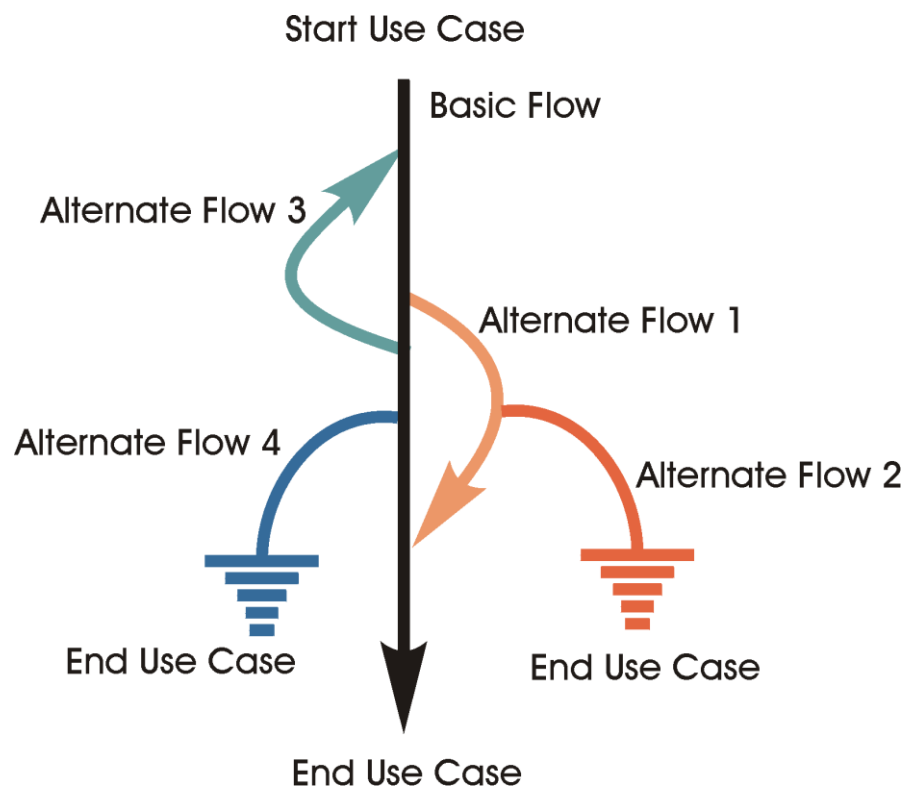 Start Use Case
Basic Flow
Alternate Flow 3
Alternate Flow 1
Alternate Flow 4
Alternate Flow 2
End Use Case
End Use Case
End Use Case